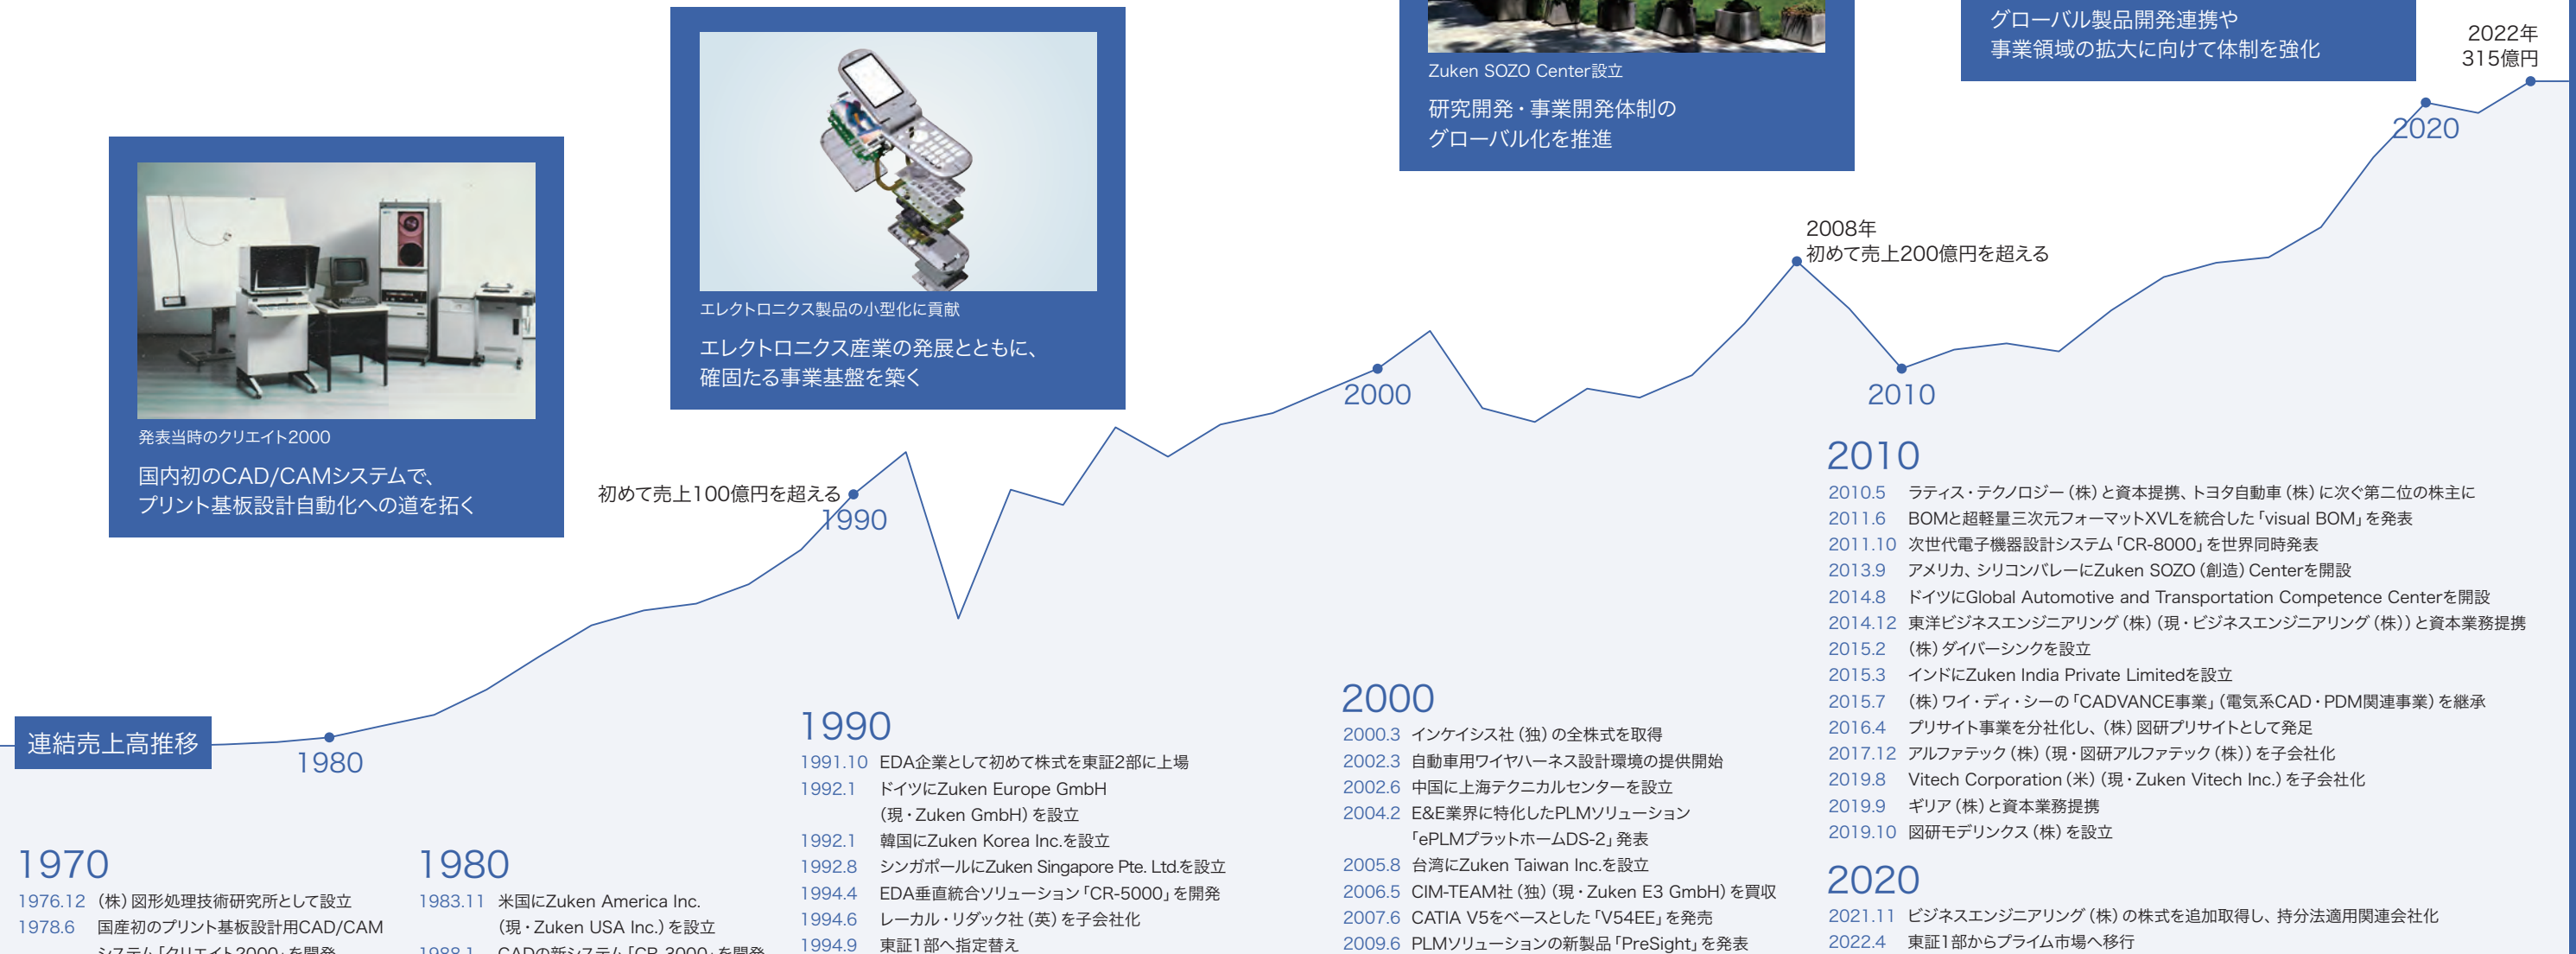 グローバル製品開発連携や
事業領域の拡大に向けて体制を強化
2022年
315億円
Zuken SOZO Center設立
研究開発・事業開発体制の
グローバル化を推進
2020
2008年
初めて売上200億円を超える
エレクトロニクス製品の小型化に貢献
エレクトロニクス産業の発展とともに、
確固たる事業基盤を築く
2000
2010
発表当時のクリエイト2000
国内初のCAD/CAMシステムで、
プリント基板設計自動化への道を拓く
初めて売上100億円を超える
1990
連結売上高推移
1980
1970
1976.12 (株)図形処理技術研究所として設立
1978.6 国産初のプリント基板設計用CAD/CAM
システム「クリエイト2000」を開発
1980
1983.11 米国にZuken America Inc.
(現・Zuken USA Inc.)を設立
1988.1 CADの新システム「CR-3000」を開発
1990
1991.10 EDA企業として初めて株式を東証2部に上場
1992.1 ドイツにZuken Europe GmbH
(現・Zuken GmbH)を設立
1992.1 韓国にZuken Korea Inc.を設立
1992.8 シンガポールにZuken Singapore Pte. Ltd.を設立
1994.4 EDA垂直統合ソリューション「CR-5000」を開発
1994.6 レーカル・リダック社(英)を子会社化
1994.9 東証1部へ指定替え
2000
2000.3 インケイシス社(独)の全株式を取得
2002.3 自動車用ワイヤハーネス設計環境の提供開始
2002.6 中国に上海テクニカルセンターを設立
2004.2 E&E業界に特化したPLMソリューション
「ePLMプラットホームDS-2」発表
2005.8 台湾にZuken Taiwan Inc.を設立
2006.5 CIM-TEAM社(独)(現・Zuken E3 GmbH)を買収
2007.6 CATIA V5をベースとした「V54EE」を発売
2009.6 PLMソリューションの新製品「PreSight」を発表
2010
2010.5 ラティス・テクノロジー(株)と資本提携、トヨタ自動車(株)に次ぐ第二位の株主に
2011.6 BOMと超軽量三次元フォーマットXVLを統合した「visual BOM」を発表
2011.10 次世代電子機器設計システム「CR-8000」を世界同時発表
2013.9 アメリカ、シリコンバレーにZuken SOZO(創造)Centerを開設
2014.8 ドイツにGlobal Automotive and Transportation Competence Centerを開設
2014.12 東洋ビジネスエンジニアリング(株)(現・ビジネスエンジニアリング(株))と資本業務提携
2015.2 (株)ダイバーシンクを設立
2015.3 インドにZuken India Private Limitedを設立
2015.7 (株)ワイ・ディ・シーの「CADVANCE事業」(電気系CAD・PDM関連事業)を継承
2016.4 プリサイト事業を分社化し、(株)図研プリサイトとして発足
2017.12 アルファテック(株)(現・図研アルファテック(株))を子会社化
2019.8 Vitech Corporation(米)(現・Zuken Vitech Inc.)を子会社化
2019.9 ギリア(株)と資本業務提携
2019.10 図研モデリンクス(株)を設立
2020
2021.11 ビジネスエンジニアリング(株)の株式を追加取得し、持分法適用関連会社化
2022.4 東証1部からプライム市場へ移行